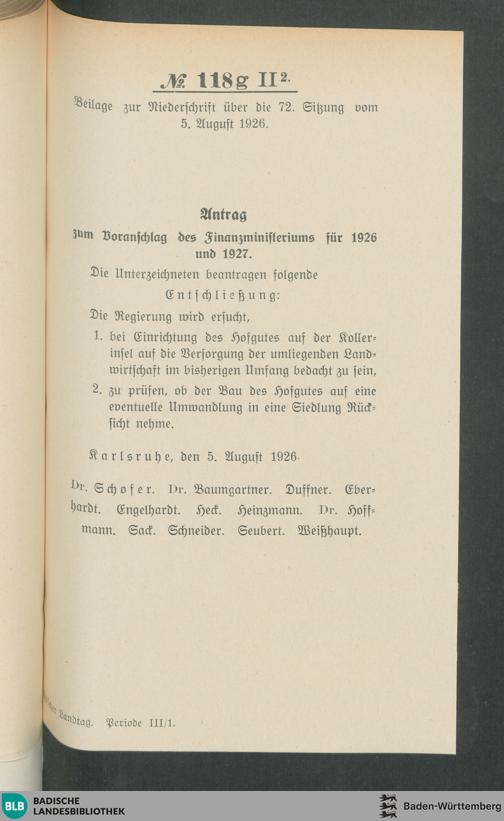 № 118g II2.
Beilage zur Niederschrift über die 72. Sitzung vom
5. August 1926.
Antrag
zum Voranschlag des Finanzministeriums für 1926
und 1927.
Die Unterzeichneten beantragen folgende
Entschließung:
Die Regierung wird ersucht,
1. bei Einrichtung des Hofgutes auf der Koller-
insel auf die Versorgung der umliegenden Land-
wirtschaft im bisherigen Umfang bedacht zu sein,
2. zu prüfen, ob der Bau des Hofgutes auf eine
eventuelle Umwandlung in eine Siedlung Rück-
sicht nehme.
Karlsruhe, den 5. August 1926.
Dr. Schofer. Dr. Baumgartner. Duffner. Eber-
hardt. Engelhardt. Heck. Heinzmann. Dr. Hoff-
mann. Sack. Schneider. Seubert. Weißhaupt.
Landtag. Periode III/1.
BLB BADISCHE
LANDESBIBLIOTHEK
Baden-Württemberg